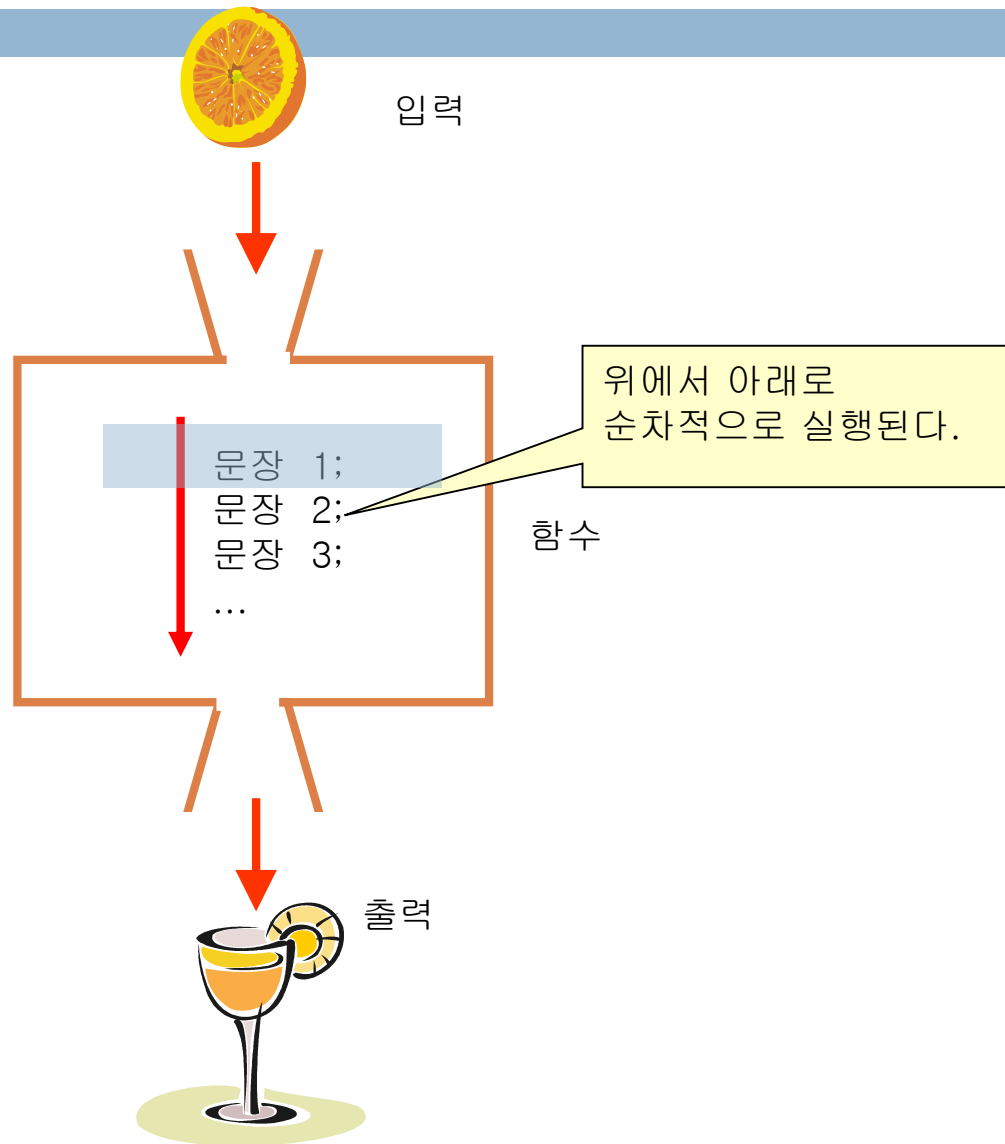 입력
위에서 아래로
순차적으로 실행된다.
문장 1;
문장 2;
문장 3;
...
함수
출력